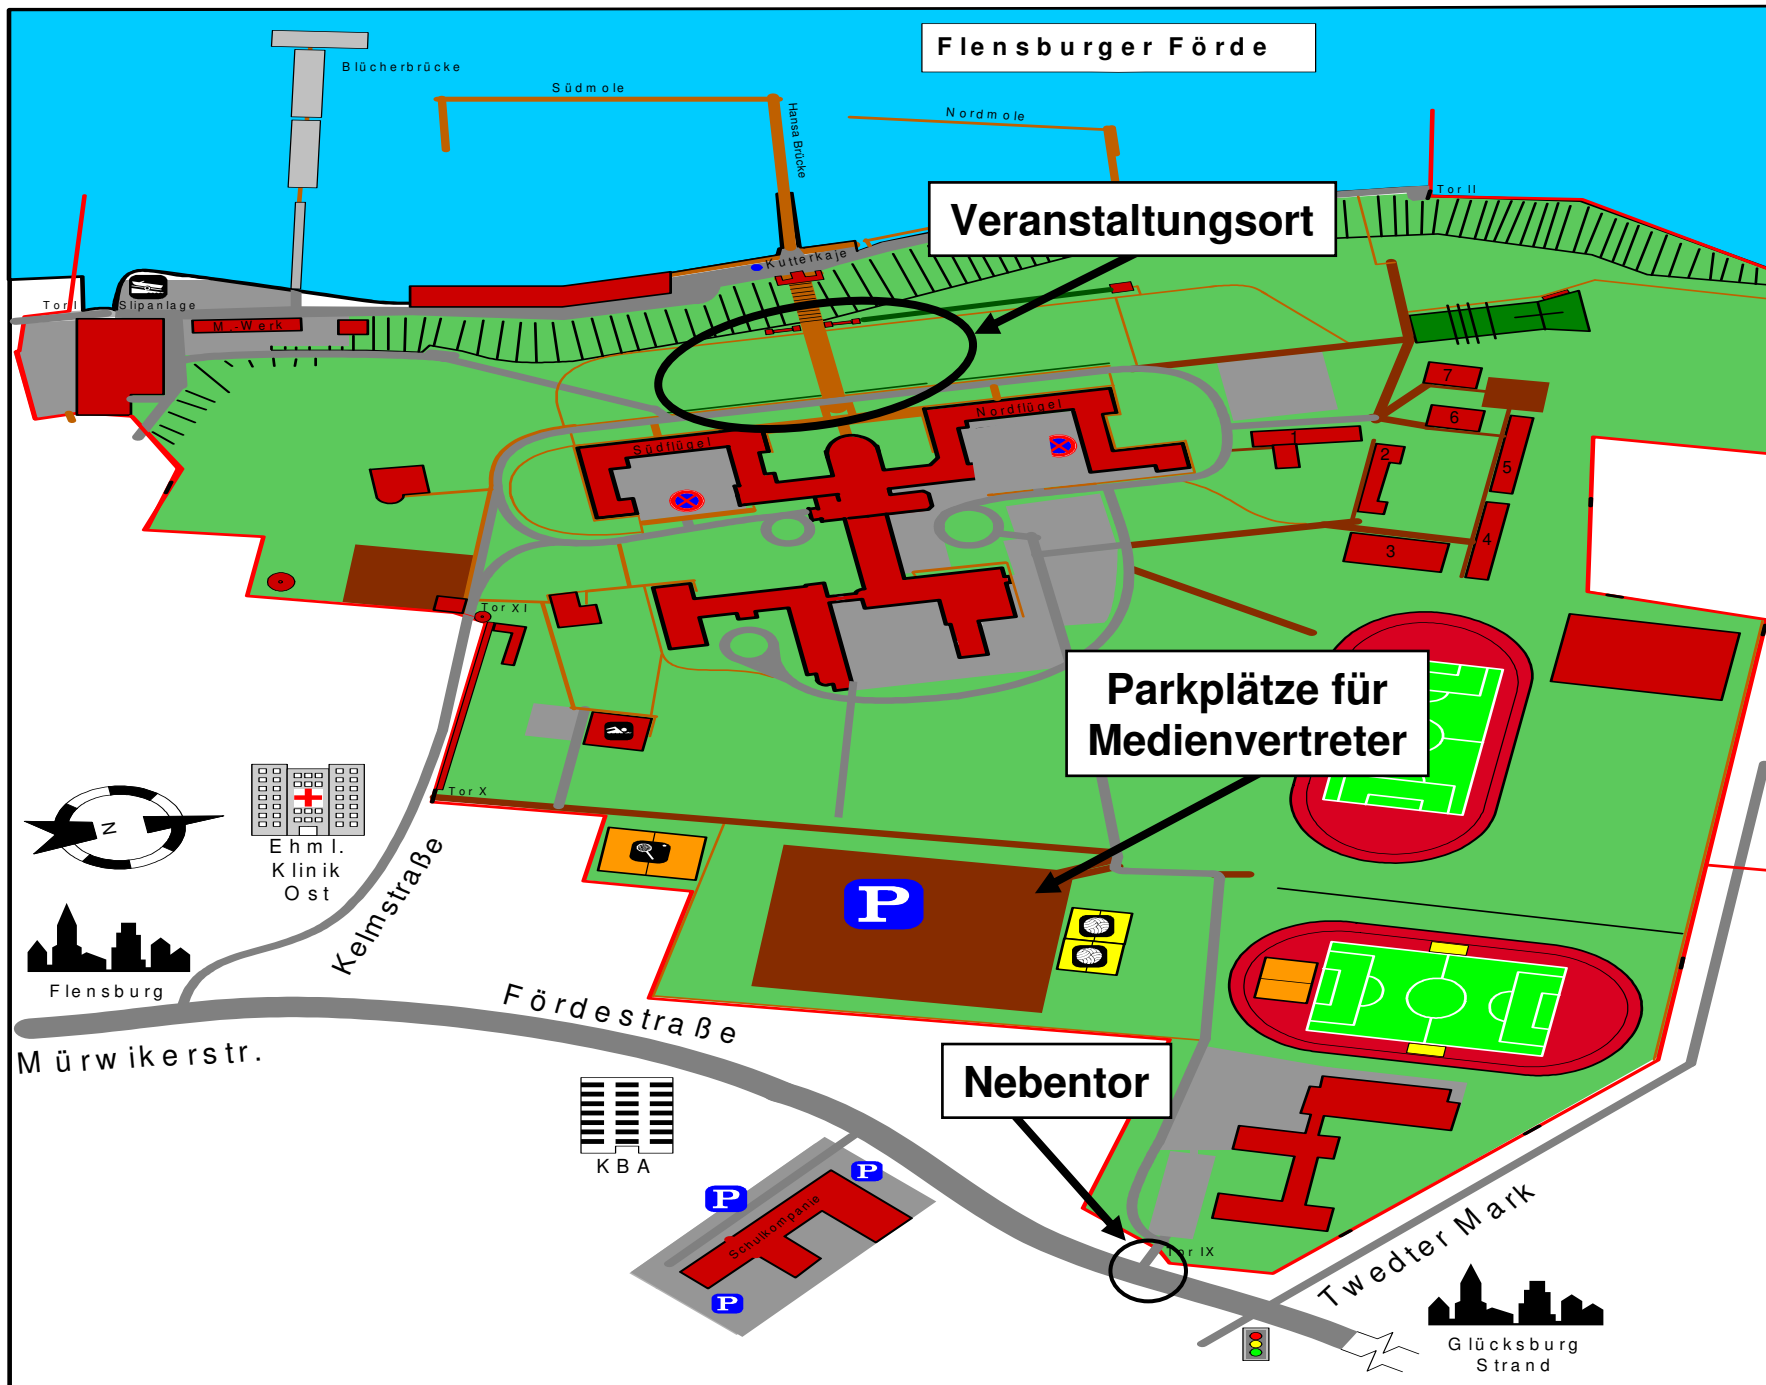 Flensburger Förde
Blücherbrücke
Südmole
Hansa Brücke
Nordmole
Tor II
Veranstaltungsort
Kutterkaje
Tor I
Slipanlage
M.-Werk
Nordflügel
Südflügel
7
6
1
2
5
4
3
Tor XI
Parkplätze für
Medienvertreter
Tor X
N
Ehml.
Klinik
Ost
Kelmstraße
P
Flensburg
Fördestraße
Mürwikerstr.
Nebentor
KBA
P
P
Schulkompanie
P
Tor IX
Twedter Mark
Glücksburg
Strand